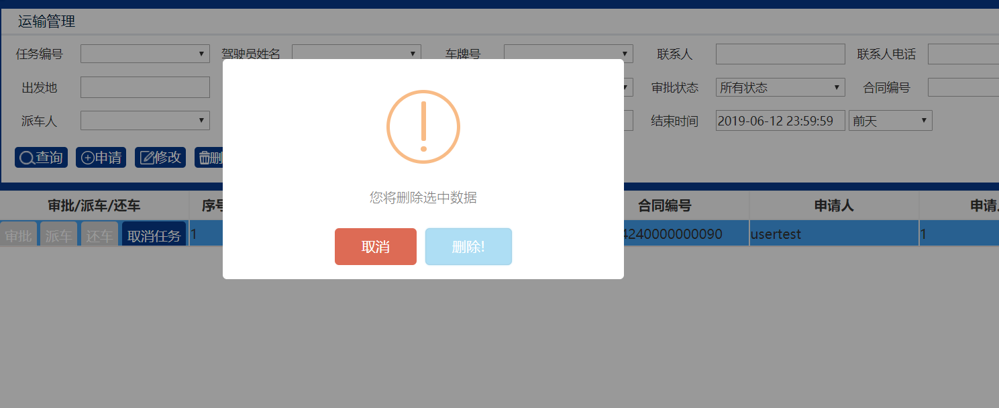 运输管理
任务编号 驾驶员姓名 车牌号 联系人 联系人电话
出发地 审批状态 所有状态 合同编号
派车人 结束时间 2019-06-12 23:59:59 前天
查询 申请 修改 删
您将删除选中数据
取消 删除!
审批/派车/还车 序号 合同编号 申请人 申请
审批 派车 还车 取消任务 1 4240000000090 usertest 1